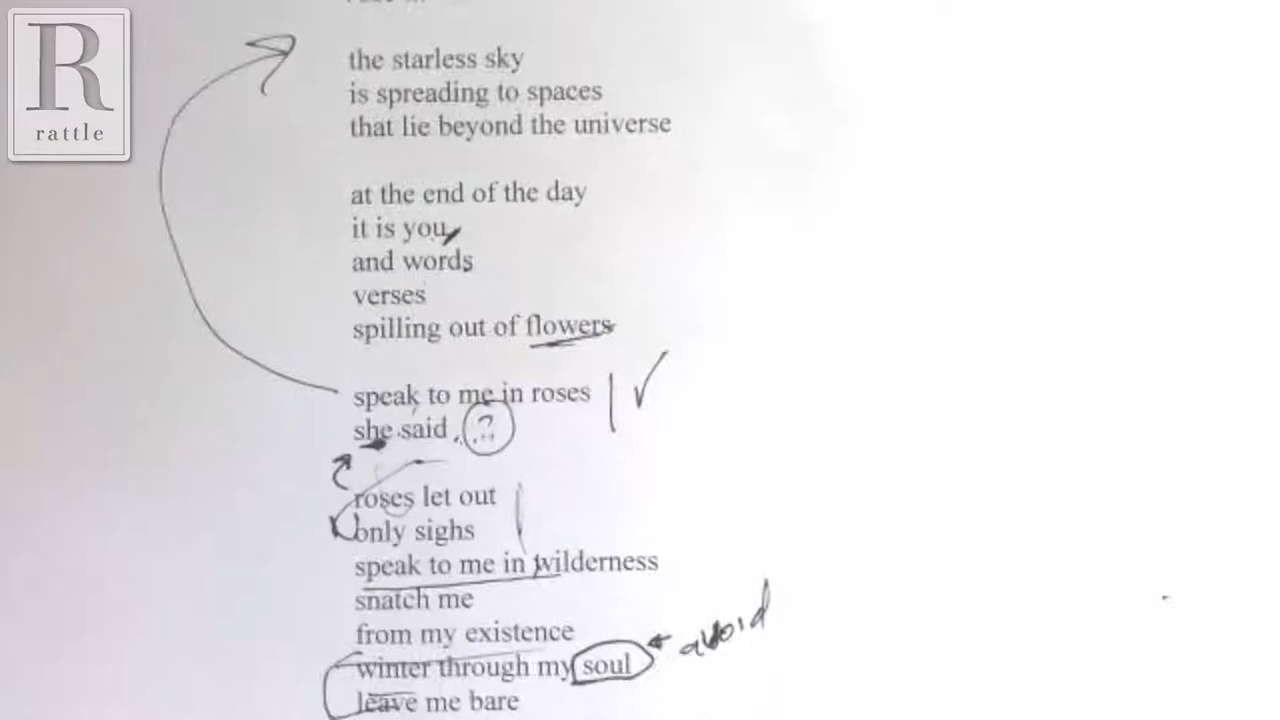 R
rattle
the starless sky
is spreading to spaces
that lie beyond the universe
at the end of the day
it is you,
and words
verses
spilling out of flowers
speak to me in roses
she said, ?
roses let out
only sighs
speak to me in wilderness
snatch me
from my existence
winter through my soul
avoid
leave me bare